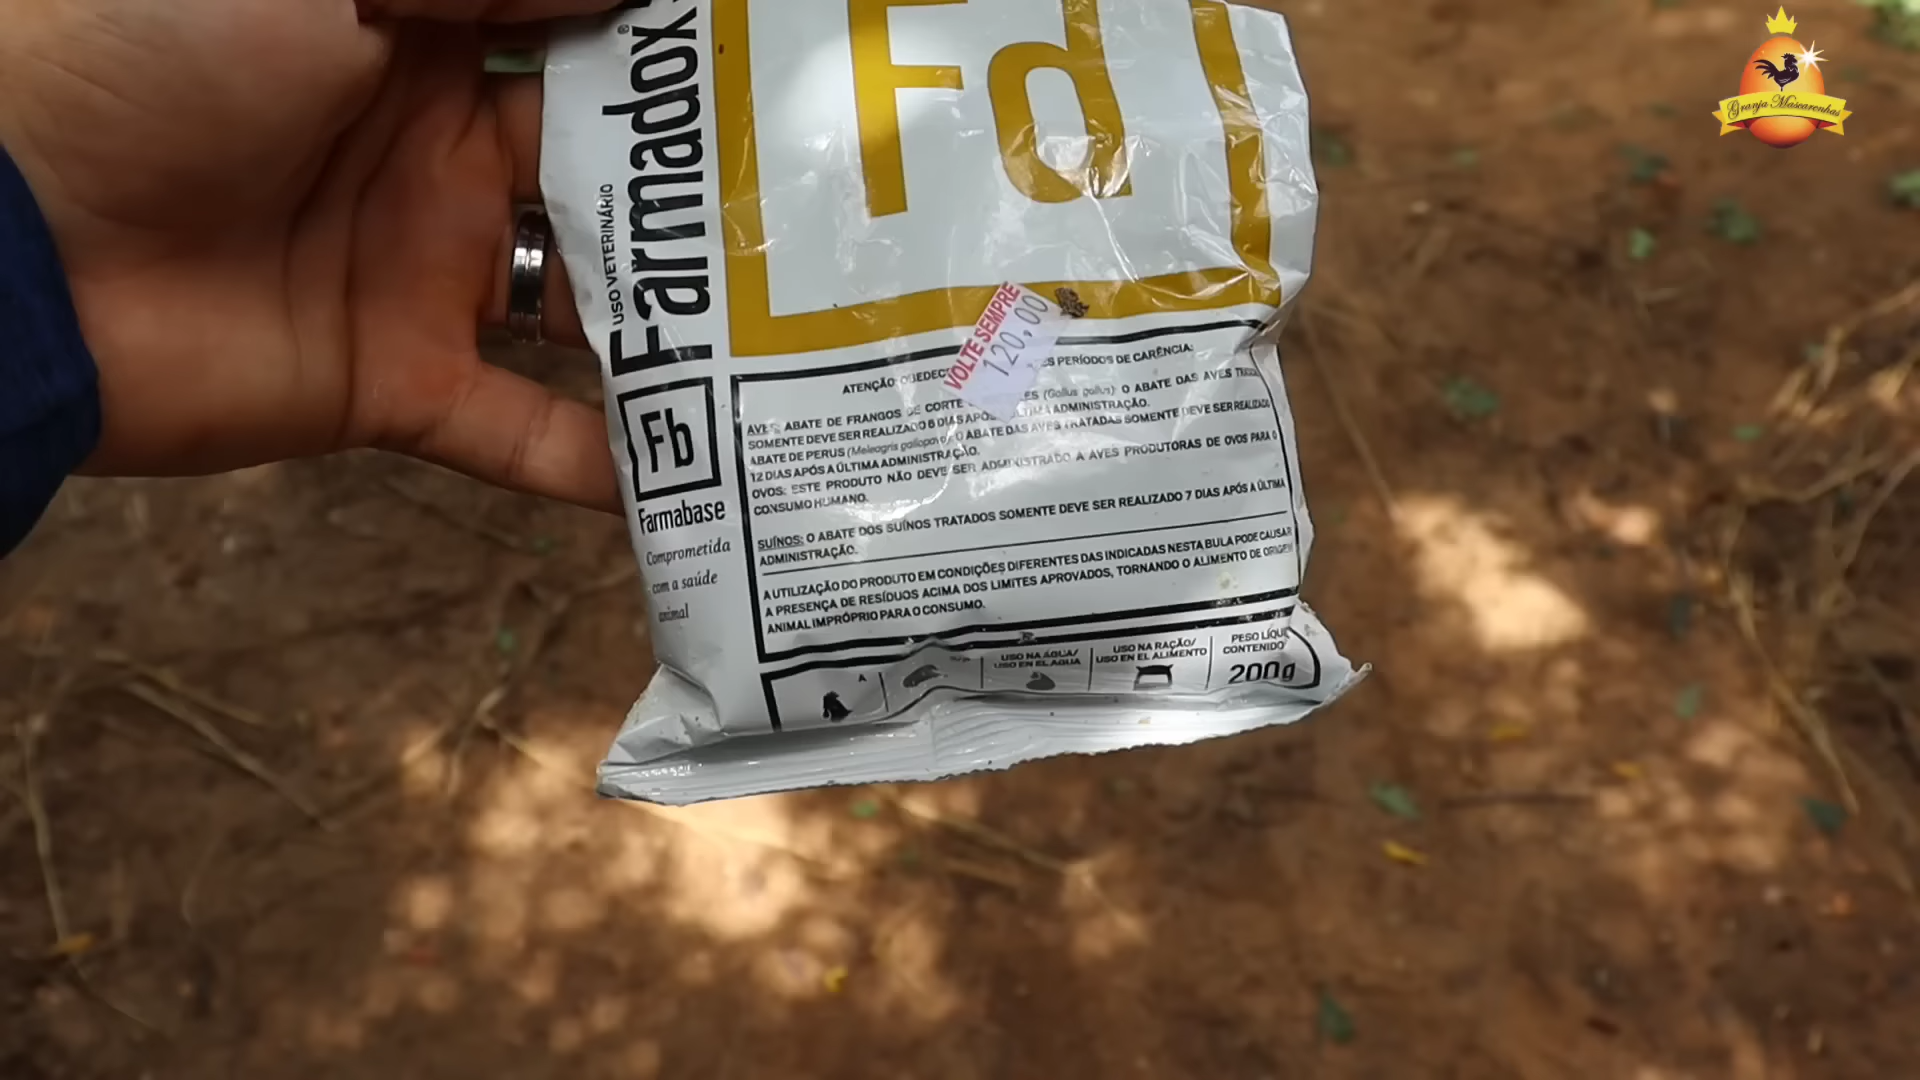 Granja Mascarenhas
Fd
USO VETERINÁRIO
Farmadox®
Fb
Farmabase
Comprometida
com a saúde
animal
VOLTE SEMPRE
120,00
ATENÇÃO: PERÍODOS DE CARÊNCIA:
AVES: ABATE DE FRANGOS DE CORTE (Gallus gallus): O ABATE DAS AVES
SOMENTE DEVE SER REALIZADO DIAS APÓS ADMINISTRAÇÃO.
ABATE DE PERUS (Meleagris gallopavo): O ABATE DAS AVES TRATADAS SOMENTE DEVE SER REALIZADO
12 DIAS APÓS A ÚLTIMA ADMINISTRAÇÃO.
OVOS: ESTE PRODUTO NÃO DEVE SER ADMINISTRADO A AVES PRODUTORAS DE OVOS PARA O
CONSUMO HUMANO.
SUÍNOS: O ABATE DOS SUÍNOS TRATADOS SOMENTE DEVE SER REALIZADO 7 DIAS APÓS A ÚLTIMA
ADMINISTRAÇÃO.
A UTILIZAÇÃO DO PRODUTO EM CONDIÇÕES DIFERENTES DAS INDICADAS NESTA BULA PODE CAUSAR
A PRESENÇA DE RESÍDUOS ACIMA DOS LIMITES APROVADOS, TORNANDO O ALIMENTO DE ORIGEM
ANIMAL IMPRÓPRIO PARA O CONSUMO.
USO NA ÁGUA/
USO EN EL AGUA
USO NA RAÇÃO/
USO EN EL ALIMENTO
PESO
CONTENIDO
200g